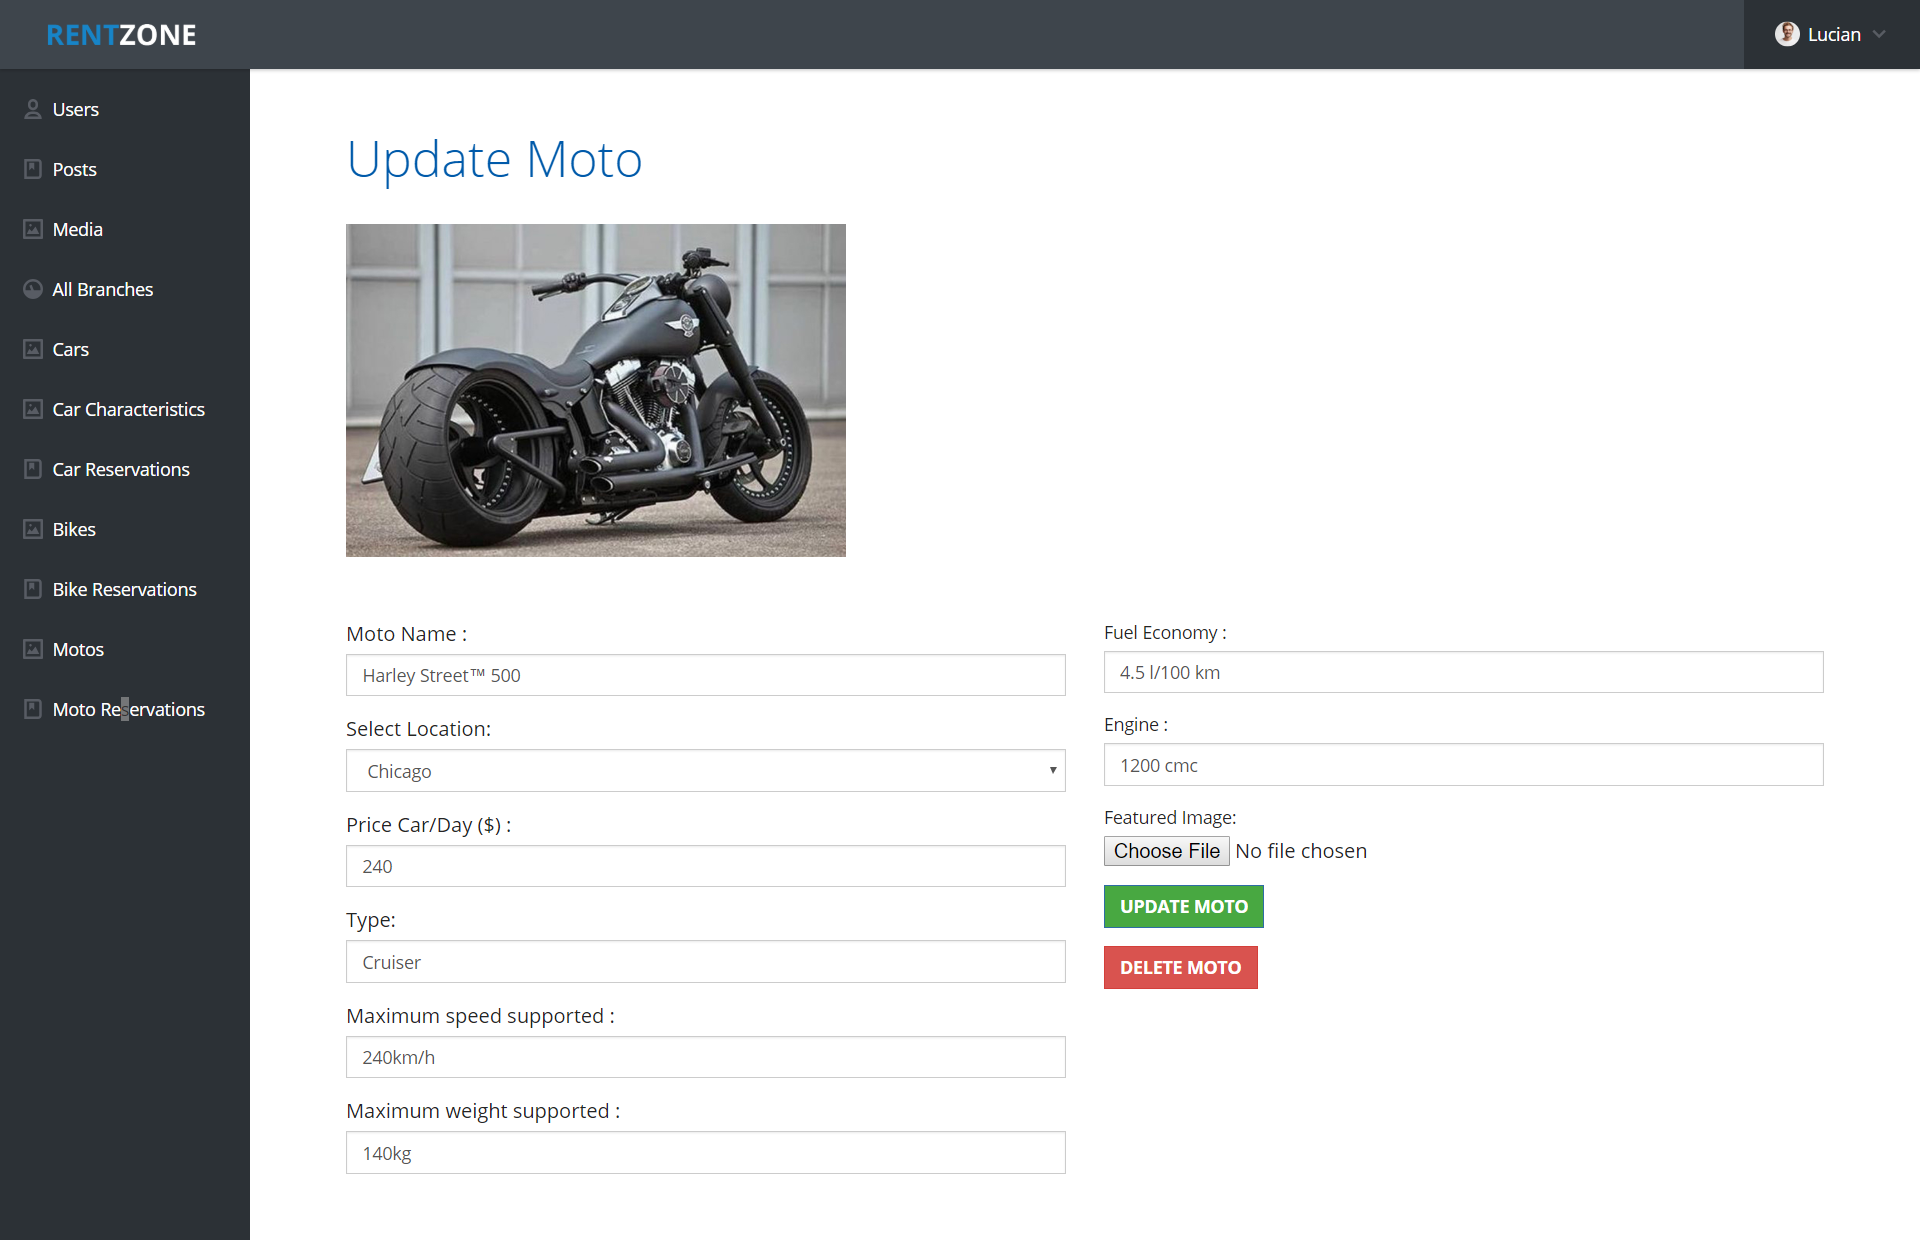 RENTZONE
Lucian
Users
Posts
Media
All Branches
Cars
Car Characteristics
Car Reservations
Bikes
Bike Reservations
Motos
Moto Reservations
Update Moto
Moto Name :
Harley Street™ 500
Select Location:
Chicago
Price Car/Day ($) :
240
Type:
Cruiser
Maximum speed supported :
240km/h
Maximum weight supported :
140kg
Fuel Economy :
4.5 l/100 km
Engine :
1200 cmc
Featured Image:
Choose File No file chosen
UPDATE MOTO
DELETE MOTO